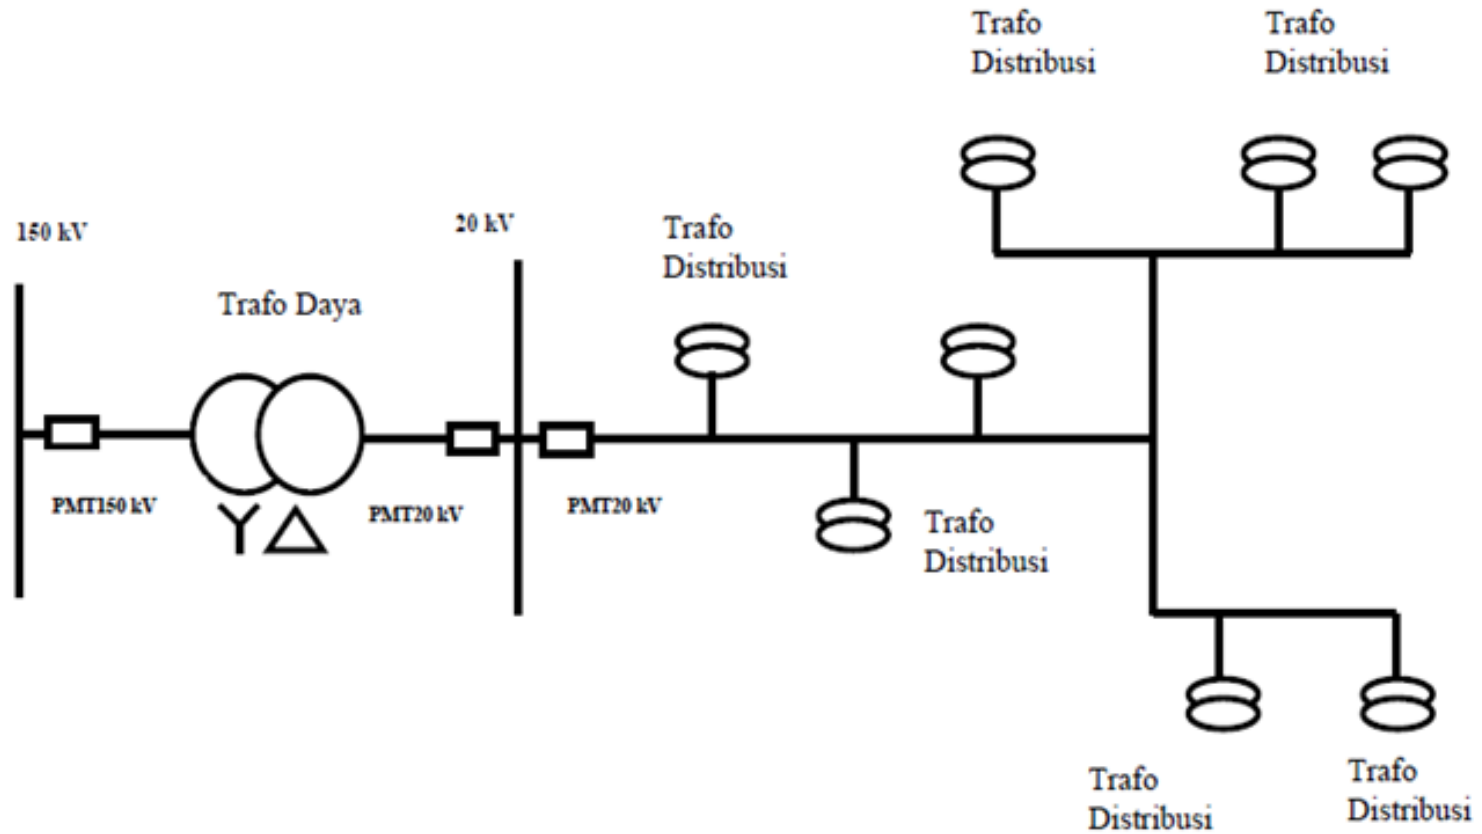 Trafo
Distribusi
Trafo
Distribusi
150 kV
20 kV
Trafo
Distribusi
Trafo Daya
PMT150 kV
PMT20 kV
PMT20 kV
Trafo
Distribusi
Trafo
Distribusi
Trafo
Distribusi